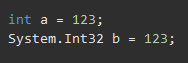 int a = 123;
System.Int32 b = 123;